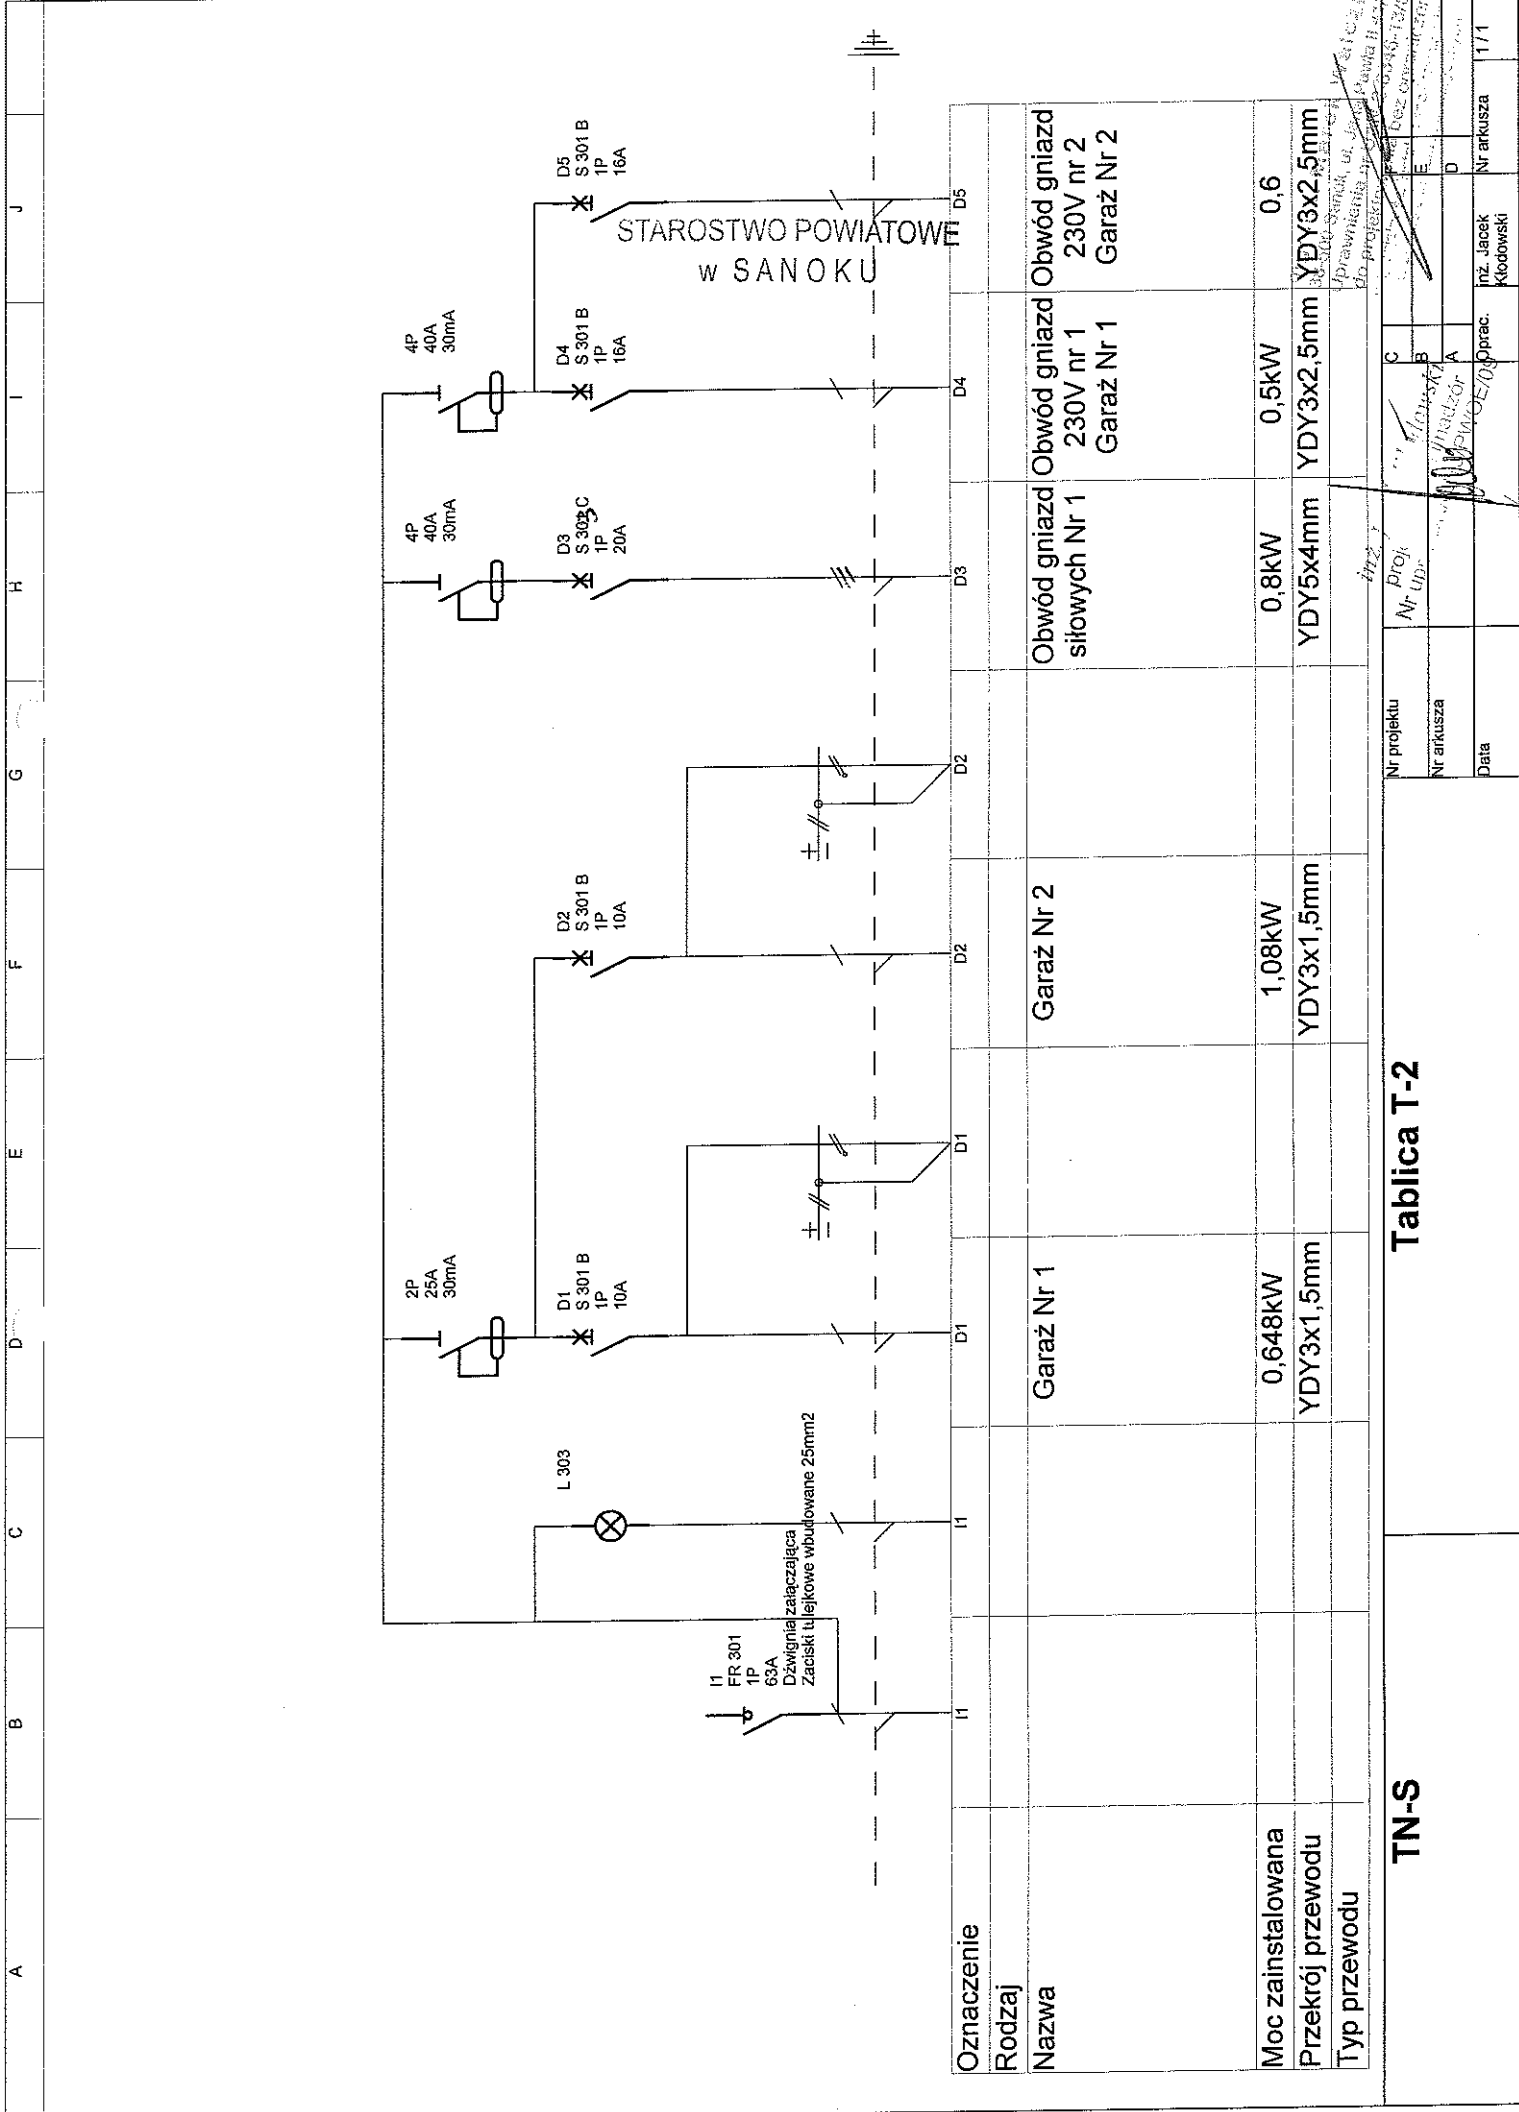 A B C D E F G H I J
I1
FR 301
1P
63A
Dźwignia załączająca
Zaciski tulejkowe wbudowane 25mm2
L 303
2P
25A
30mA
D1
S 301 B
1P
10A
D2
S 301 B
1P
10A
4P
40A
30mA
D3
S 303 C
1P
20A
4P
40A
30mA
D4
S 301 B
1P
16A
D5
S 301 B
1P
16A
STAROSTWO POWIATOWE
w SANOKU
Oznaczenie I1 I1 D1 D1 D2 D2 D3 D4 D5
Rodzaj
Nazwa Garaż Nr 1 Garaż Nr 2 Obwód gniazd Obwód gniazd Obwód gniazd
siłowych Nr 1 230V nr 1 230V nr 2
Garaż Nr 1 Garaż Nr 2
Moc zainstalowana 0,648kW 1,08kW 0,8kW 0,5kW 0,6
Przekrój przewodu YDY3x1,5mm YDY3x1,5mm YDY5x4mm YDY3x2,5mm YDY3x2,5mm
Typ przewodu
TN-S
Tablica T-2
Nr projektu
Nr arkusza
Data
inż.
proj.
Nr upr.
C
B E
A D
Oprac. inż. Jacek
Kłodowski
Nr arkusza 1 / 1